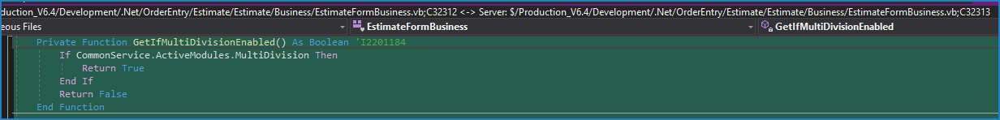 duction_V6.4/Development/.Net/OrderEntry/Estimate/Estimate/Business/EstimateFormBusiness.vb;C32312 <-> Server: $/Production_V6.4/Development/.Net/OrderEntry/Estimate/Estimate/Business/EstimateFormBusiness.vb;C32313
eous Files EstimateFormBusiness GetIfMultiDivisionEnabled
Private Function GetIfMultiDivisionEnabled() As Boolean 'I2201184
If CommonService.ActiveModules.MultiDivision Then
Return True
End If
Return False
End Function